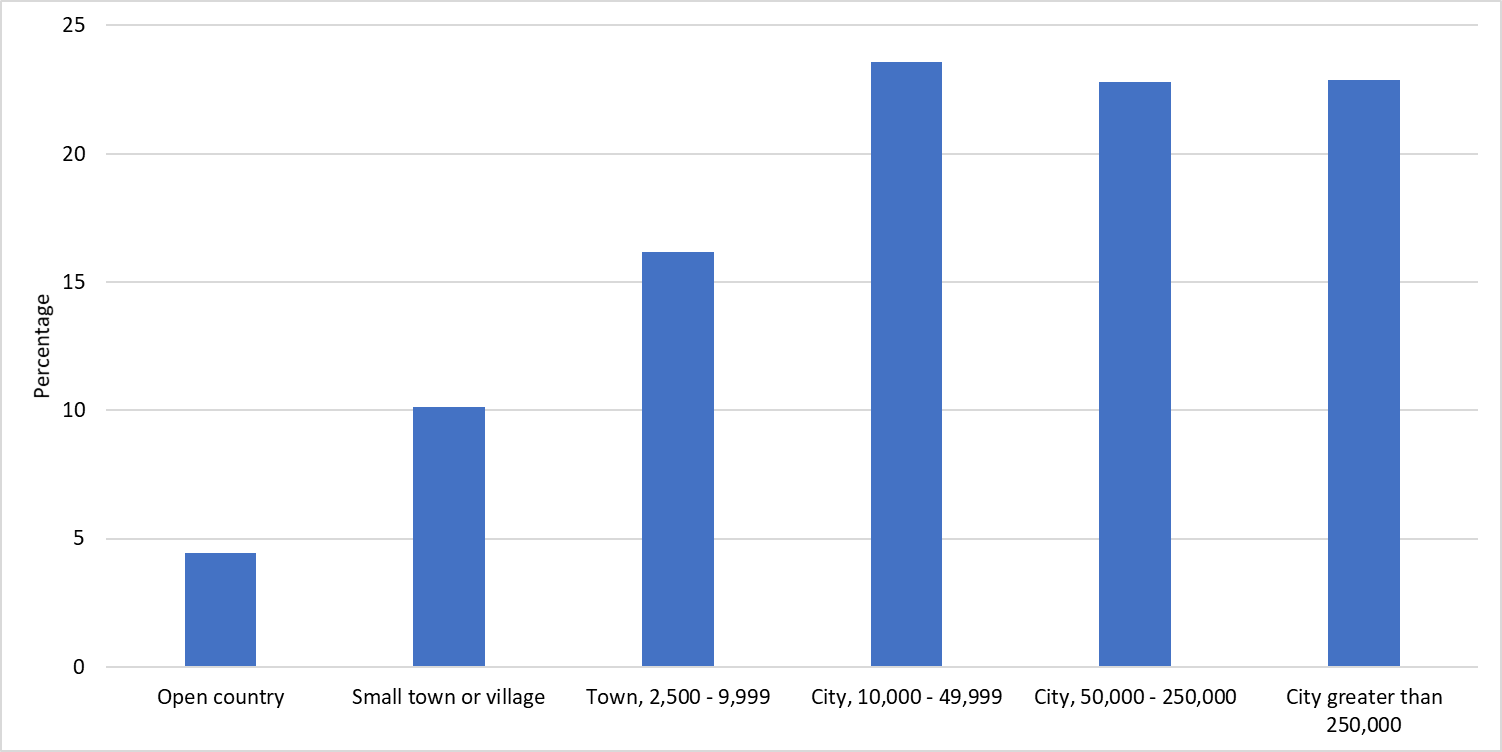 25
20
15
10
5
0
Percentage
Open country
Small town or village
Town, 2,500 - 9,999
City, 10,000 - 49,999
City, 50,000 - 250,000
City greater than
250,000